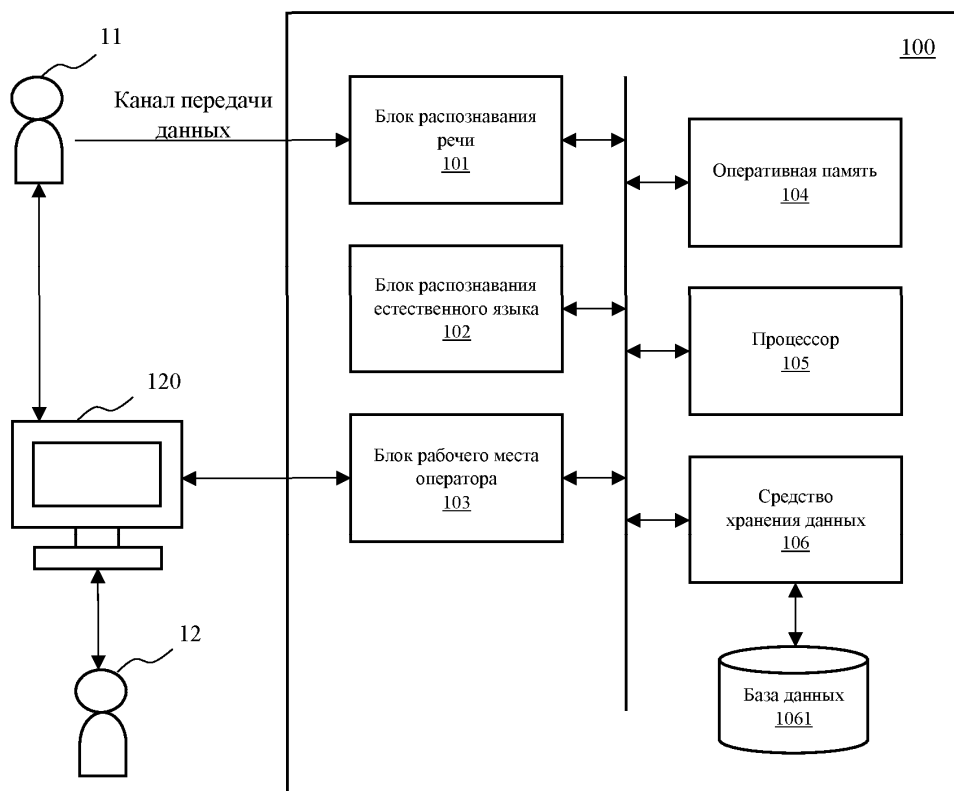 11
100
Канал передачи
данных
Блок распознавания
речи
101
Оперативная память
104
Блок распознавания
естественного языка
102
Процессор
105
120
Блок рабочего места
оператора
103
Средство
хранения данных
106
12
База данных
1061